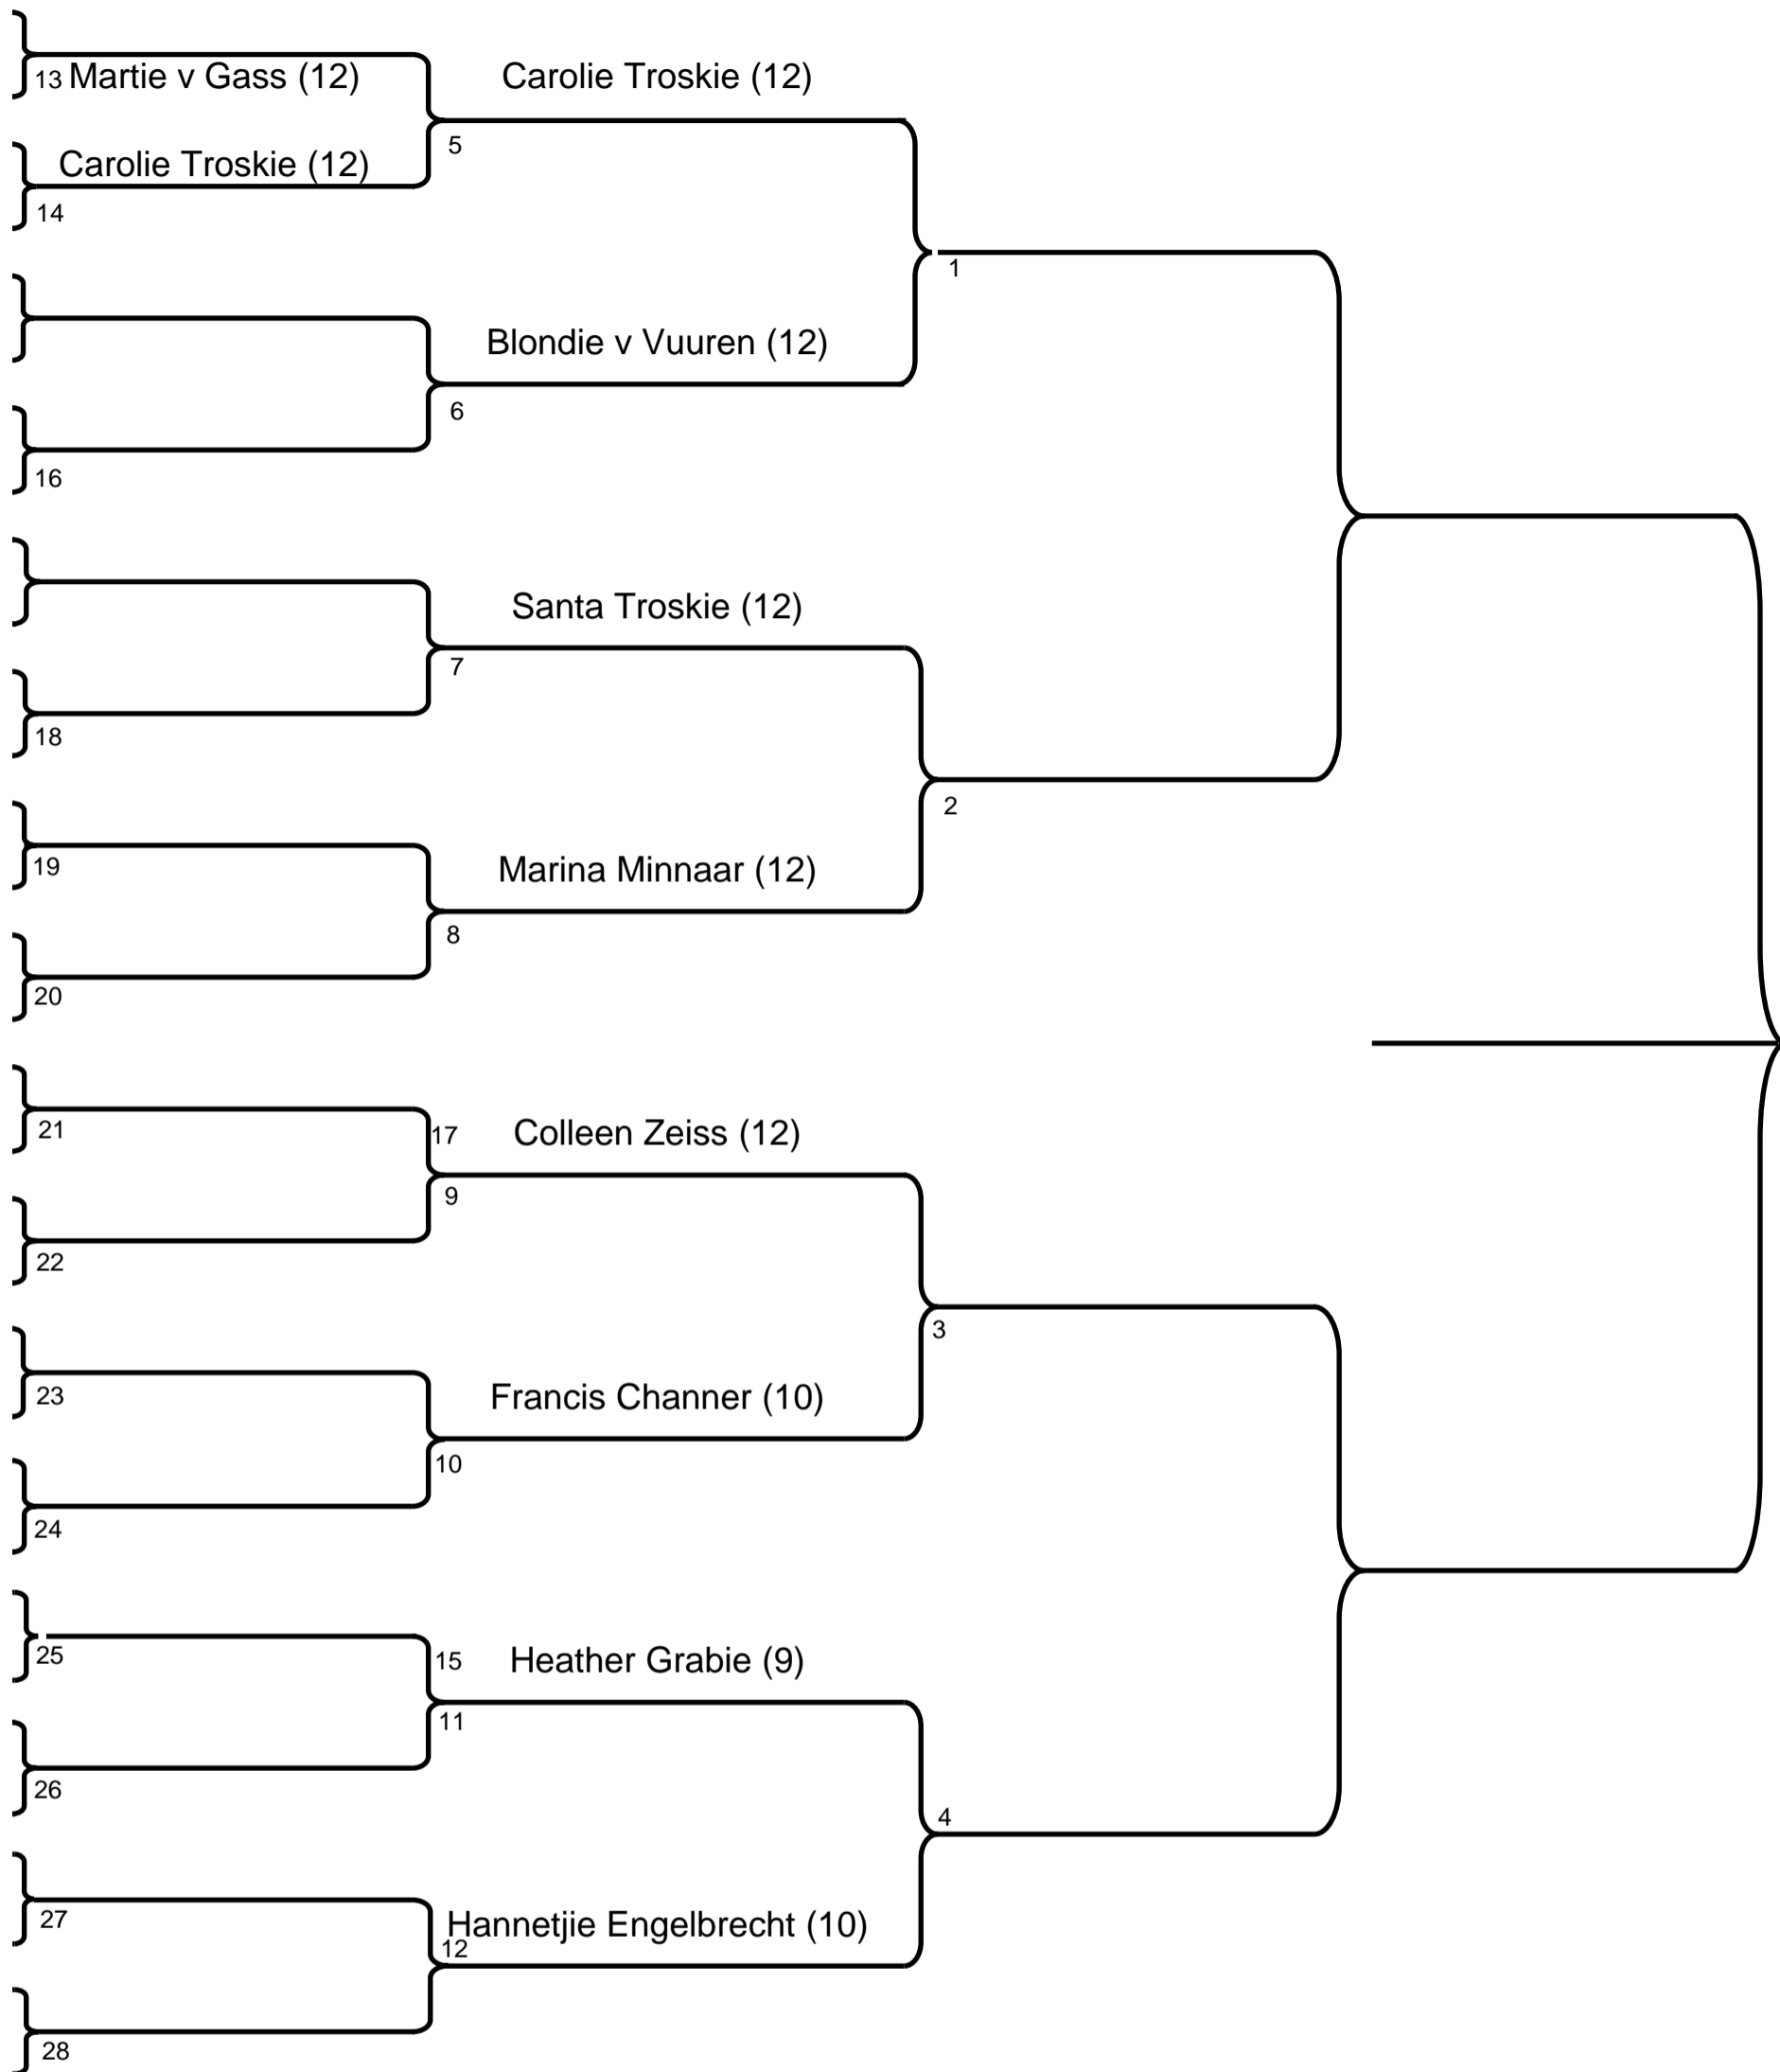 13 Martie v Gass (12)
Carolie Troskie (12)
5
Carolie Troskie (12)
14
1
Blondie v Vuuren (12)
6
16
Santa Troskie (12)
7
18
2
19
Marina Minnaar (12)
8
20
21
17
Colleen Zeiss (12)
9
22
3
23
Francis Channer (10)
10
24
25
15
Heather Grabie (9)
11
26
4
27
Hannetjie Engelbrecht (10)
12
28